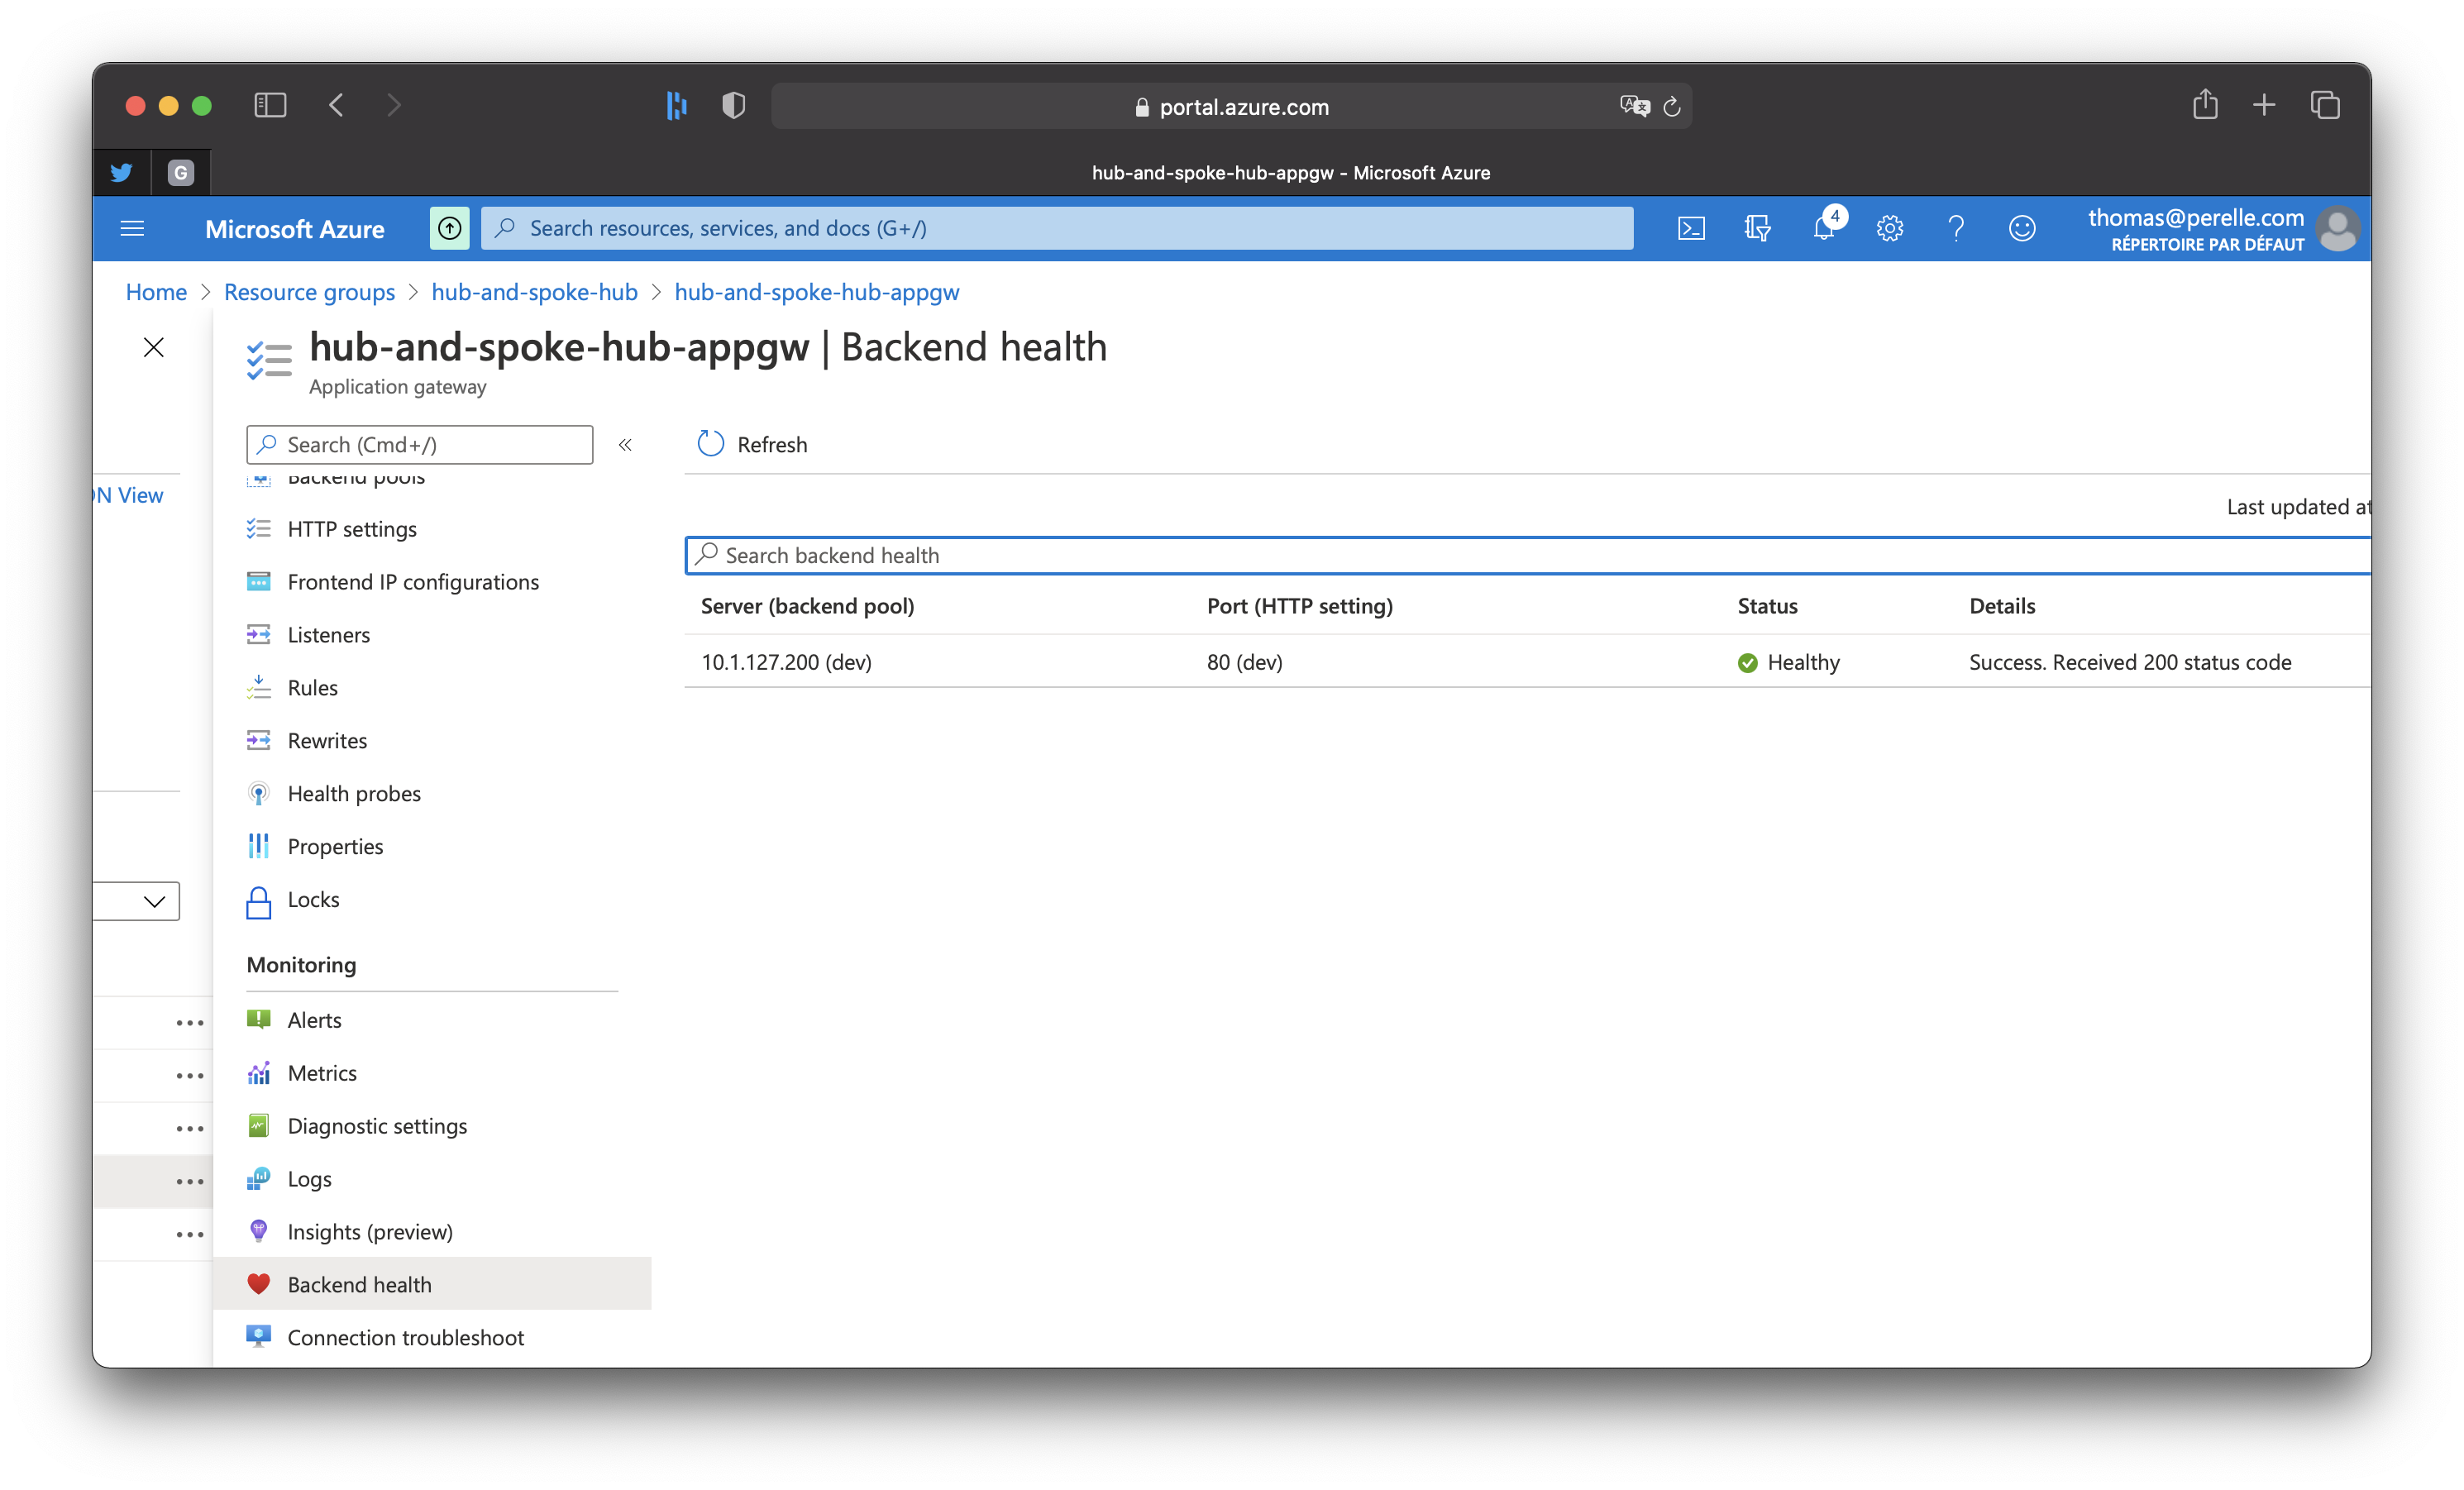 portal.azure.com
G
hub-and-spoke-hub-appgw - Microsoft Azure
Microsoft Azure
Search resources, services, and docs (G+/)
4
thomas@perelle.com
RÉPERTOIRE PAR DÉFAUT
Home > Resource groups > hub-and-spoke-hub > hub-and-spoke-hub-appgw
hub-and-spoke-hub-appgw | Backend health
Application gateway
Search (Cmd+/)
«
Refresh
N View
Last updated at
Backend pools
HTTP settings
Frontend IP configurations
Listeners
Rules
Rewrites
Health probes
Properties
Locks
Monitoring
Alerts
Metrics
Diagnostic settings
Logs
Insights (preview)
Backend health
Connection troubleshoot
Search backend health
Server (backend pool) Port (HTTP setting) Status Details
10.1.127.200 (dev) 80 (dev) Healthy Success. Received 200 status code